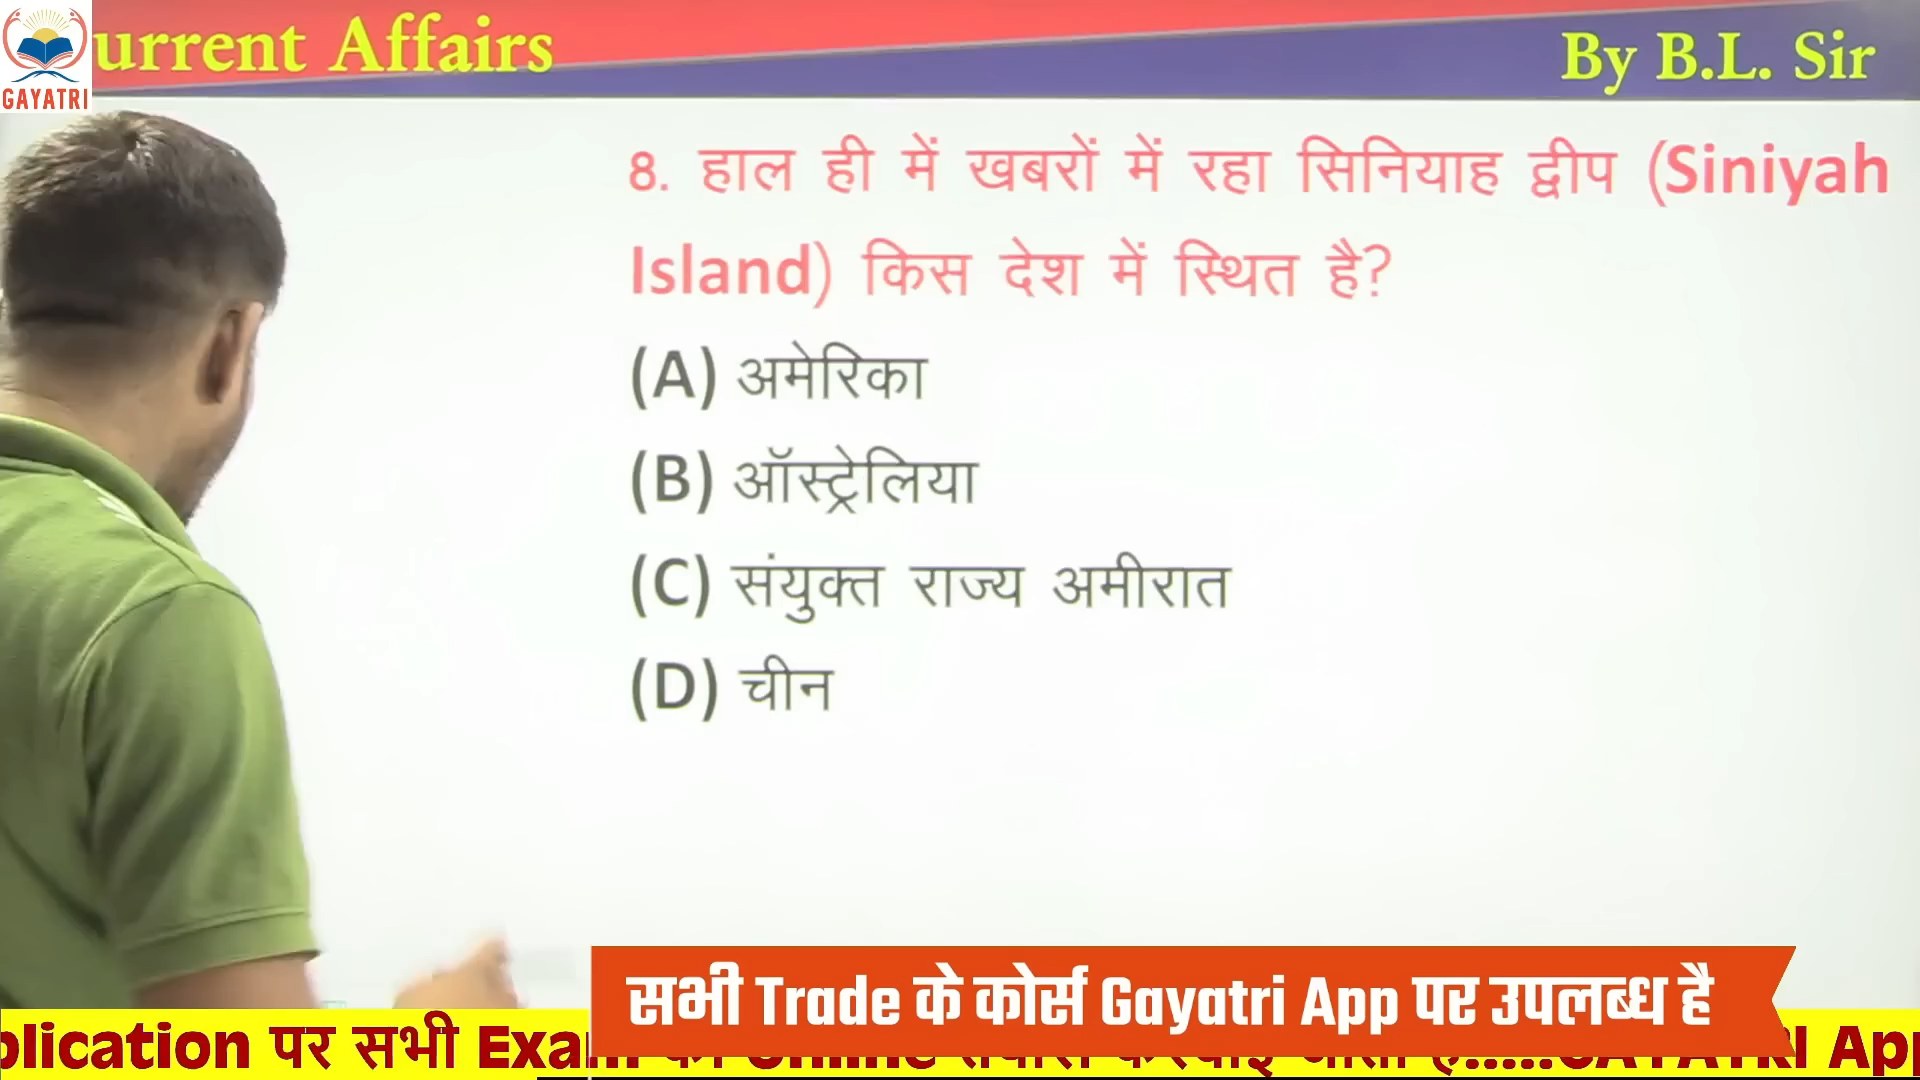 GAYATRI
urrent Affairs
By B.L. Sir
8. हाल ही में खबरों में रहा सिनियाह द्वीप (Siniyah
Island) किस देश में स्थित है?
(A) अमेरिका
(B) ऑस्ट्रेलिया
(C) संयुक्त राज्य अमीरात
(D) चीन
सभी Trade के कोर्स Gayatri App पर उपलब्ध है
plication पर सभी Exa